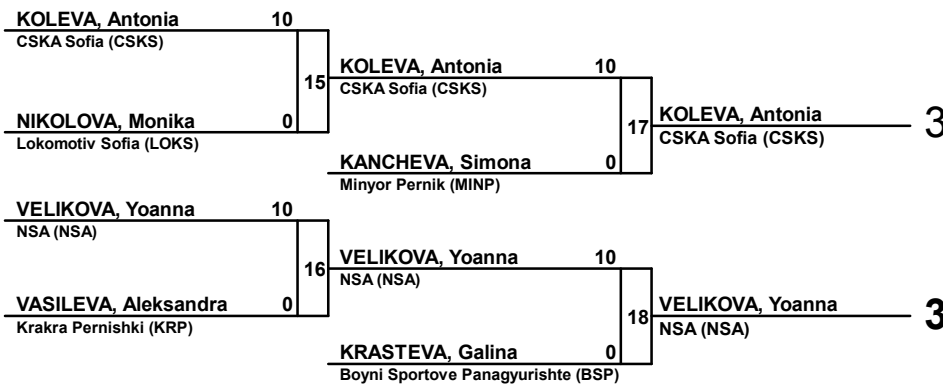 KOLEVA, Antonia 10
CSKA Sofia (CSKS)
15
NIKOLOVA, Monika 0
Lokomotiv Sofia (LOKS)
KOLEVA, Antonia 10
CSKA Sofia (CSKS)
17
KANCHEVA, Simona 0
Minyor Pernik (MINP)
KOLEVA, Antonia 3
CSKA Sofia (CSKS)
VELIKOVA, Yoanna 10
NSA (NSA)
16
VASILEVA, Aleksandra 0
Krakra Pernishki (KRP)
VELIKOVA, Yoanna 10
NSA (NSA)
18
KRASTEVA, Galina 0
Boyni Sportove Panagyurishte (BSP)
VELIKOVA, Yoanna 3
NSA (NSA)